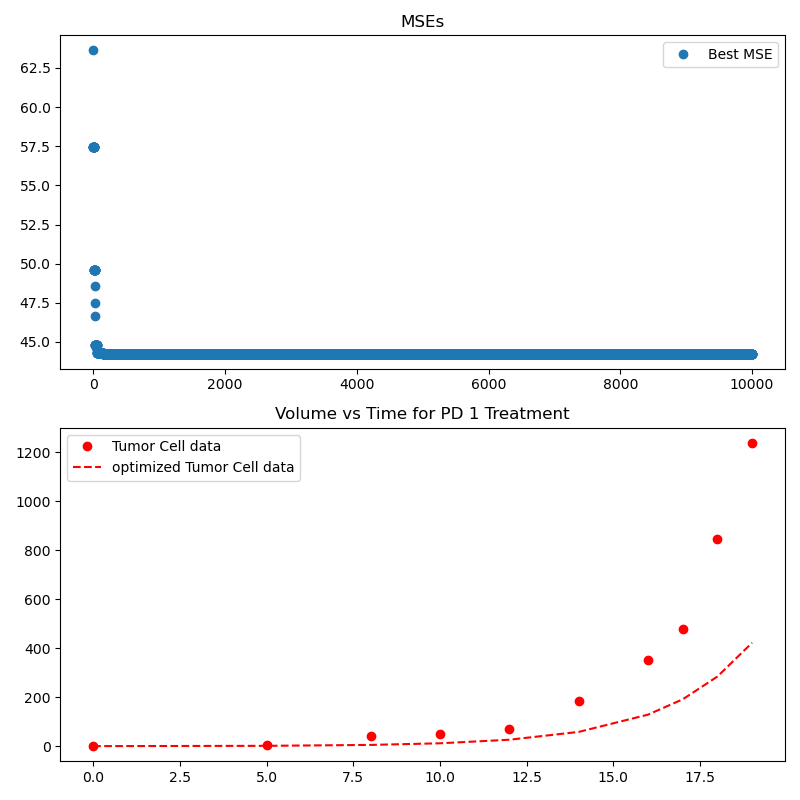 MSEs
Best MSE
62.5
60.0
57.5
55.0
52.5
50.0
47.5
45.0
0 2000 4000 6000 8000 10000
Volume vs Time for PD 1 Treatment
Tumor Cell data
optimized Tumor Cell data
1200
1000
800
600
400
200
0
0.0 2.5 5.0 7.5 10.0 12.5 15.0 17.5